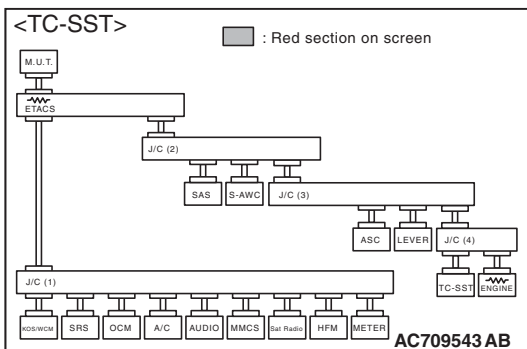 <TC-SST>
: Red section on screen
M.U.T.
ETACS
J/C (2)
SAS
S-AWC
J/C (3)
ASC
LEVER
J/C (4)
TC-SST
ENGINE
J/C (1)
KOS/WCM
SRS
OCM
A/C
AUDIO
MMCS
Sat Radio
HFM
METER
AC709543 AB